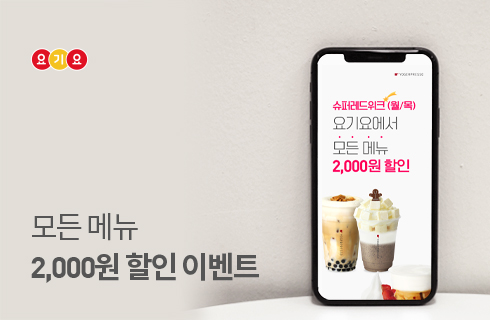 요기요
모든 메뉴
2,000원 할인 이벤트
슈퍼레드위크 (월/목)
요기요에서
모든 메뉴
2,000원 할인